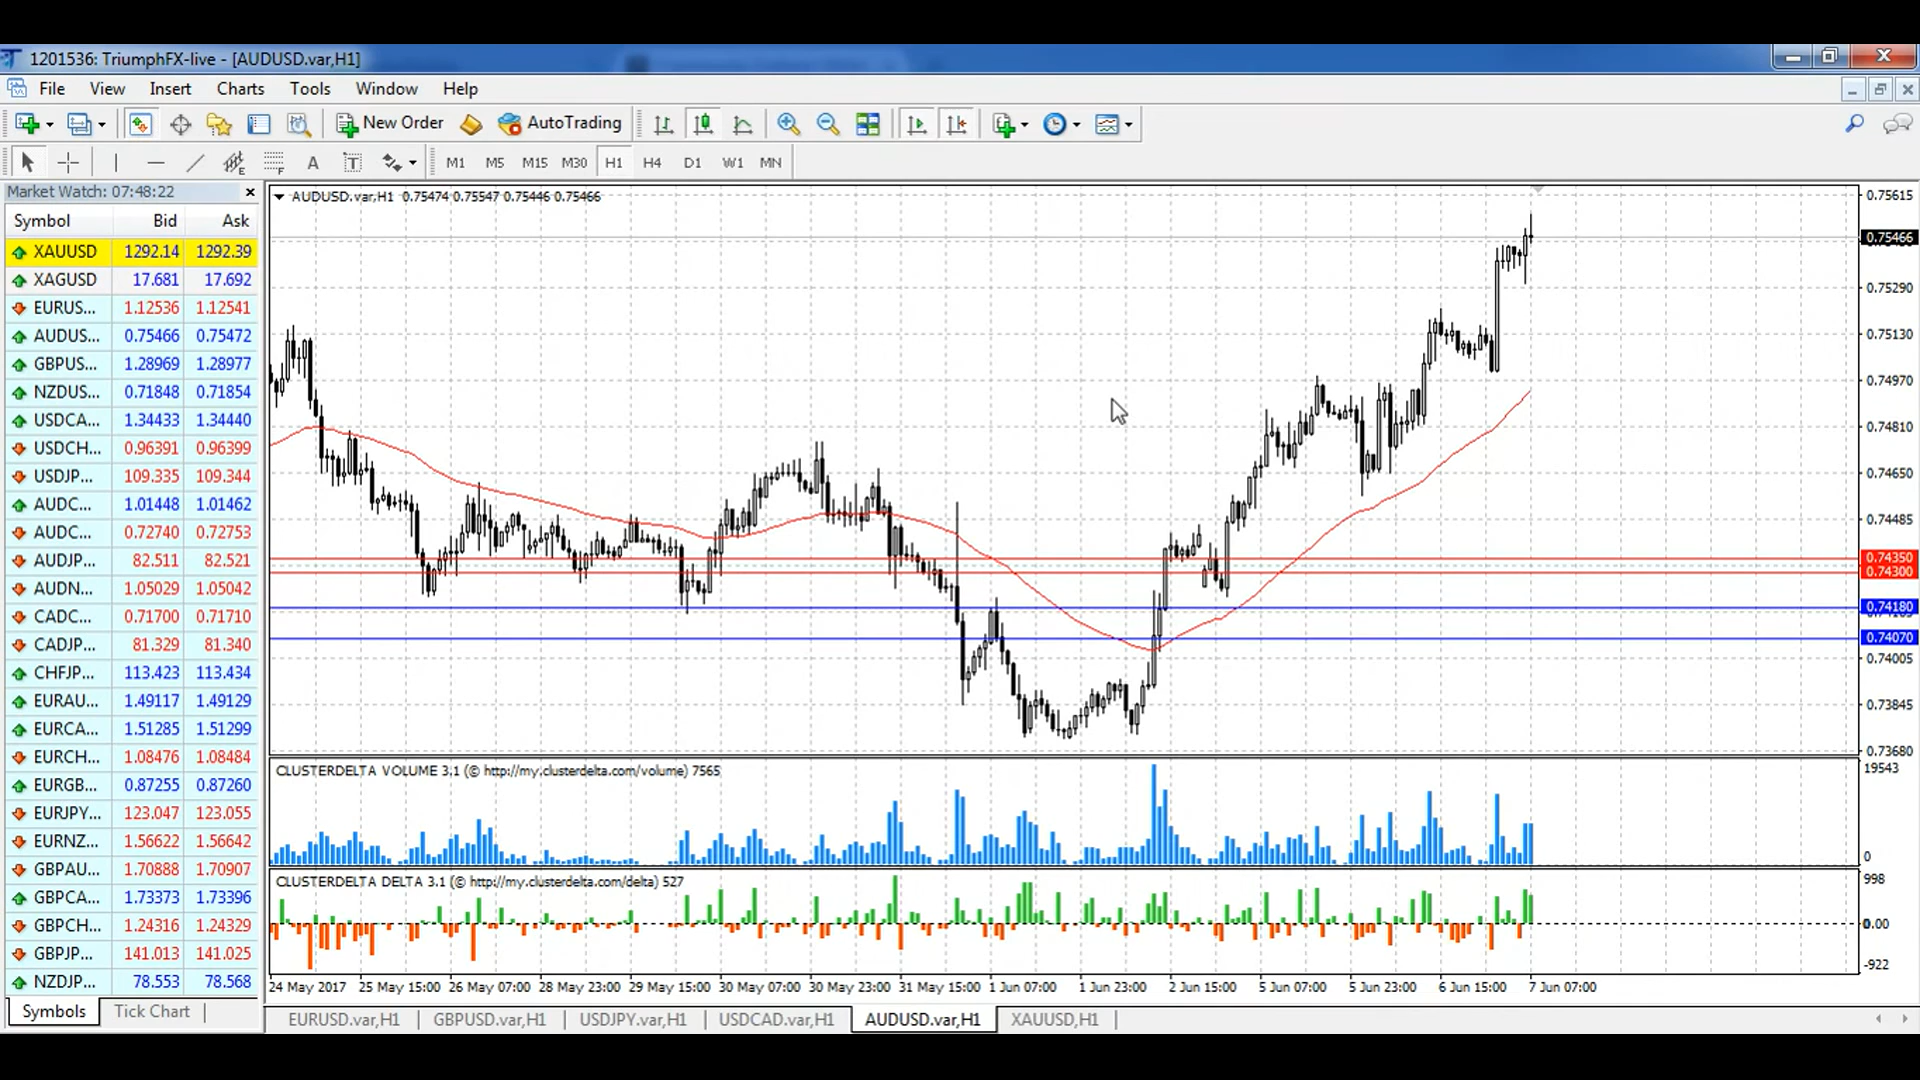 1201536: TriumphFX-live - [AUDUSD.var,H1]
File View Insert Charts Tools Window Help
New Order AutoTrading
A T M1 M5 M15 M30 H1 H4 D1 W1 MN
Market Watch: 07:48:22
Symbol Bid Ask
XAUUSD 1292.14 1292.39
XAGUSD 17.681 17.692
EURUS... 1.12536 1.12541
AUDUS... 0.75466 0.75472
GBPUS... 1.28969 1.28977
NZDUS... 0.71848 0.71854
USDCA... 1.34433 1.34440
USDCH... 0.96391 0.96399
USDJP... 109.335 109.344
AUDC... 1.01448 1.01462
AUDC... 0.72740 0.72753
AUDJP... 82.511 82.521
AUDN... 1.05029 1.05042
CADC... 0.71700 0.71710
CADJP... 81.329 81.340
CHFJP... 113.423 113.434
EURAU... 1.49117 1.49129
EURCA... 1.51285 1.51299
EURCH... 1.08476 1.08484
EURGB... 0.87255 0.87260
EURJPY... 123.047 123.055
EURNZ... 1.56622 1.56642
GBPAU... 1.70888 1.70907
GBPCA... 1.73373 1.73396
GBPCH... 1.24316 1.24329
GBPJP... 141.013 141.025
NZDJP... 78.553 78.568
Symbols Tick Chart
AUDUSD.var,H1 0.75474 0.75547 0.75446 0.75466
0.75615
0.75466
0.75290
0.75130
0.74970
0.74810
0.74650
0.74485
0.74350
0.74300
0.74180
0.74070
0.74005
0.73845
0.73680
CLUSTERDELTA VOLUME 3.1 (© http://my.clusterdelta.com/volume) 7565
19543
0
CLUSTERDELTA DELTA 3.1 (© http://my.clusterdelta.com/delta) 527
998
0.00
-922
24 May 2017 25 May 15:00 26 May 07:00 28 May 23:00 29 May 15:00 30 May 07:00 30 May 23:00 31 May 15:00 1 Jun 07:00 1 Jun 23:00 2 Jun 15:00 5 Jun 07:00 5 Jun 23:00 6 Jun 15:00 7 Jun 07:00
EURUSD.var,H1 GBPUSD.var,H1 USDJPY.var,H1 USDCAD.var,H1 AUDUSD.var,H1 XAUUSD,H1